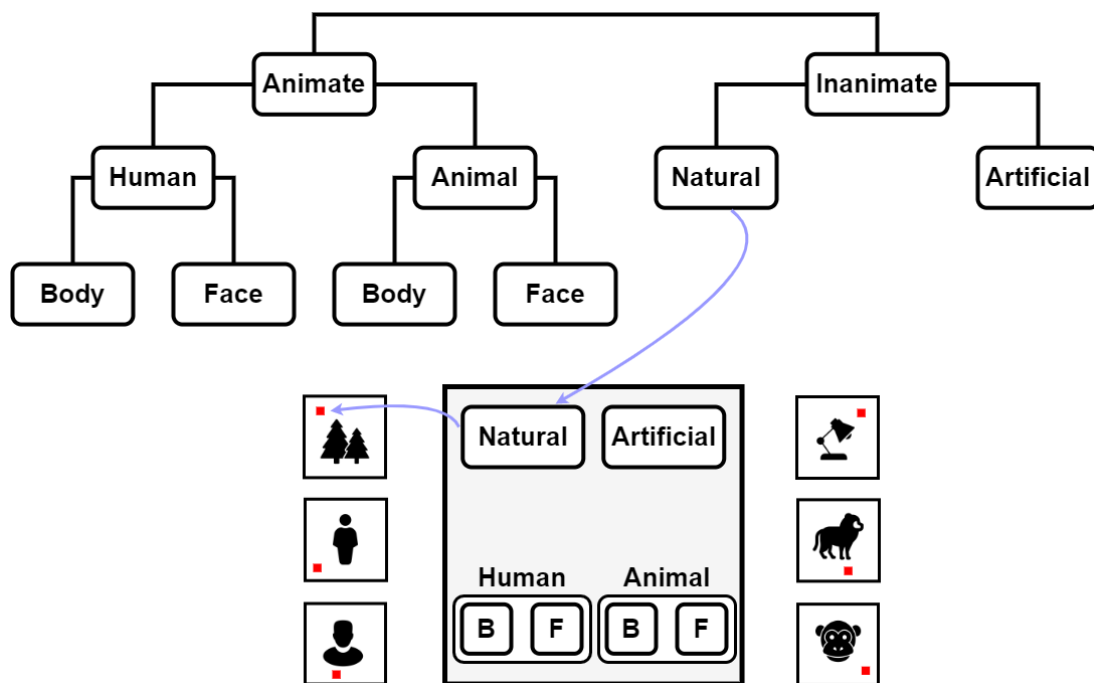 Animate
Inanimate
Human
Animal
Natural
Artificial
Body
Face
Body
Face
Natural
Artificial
Human
Animal
B
F
B
F